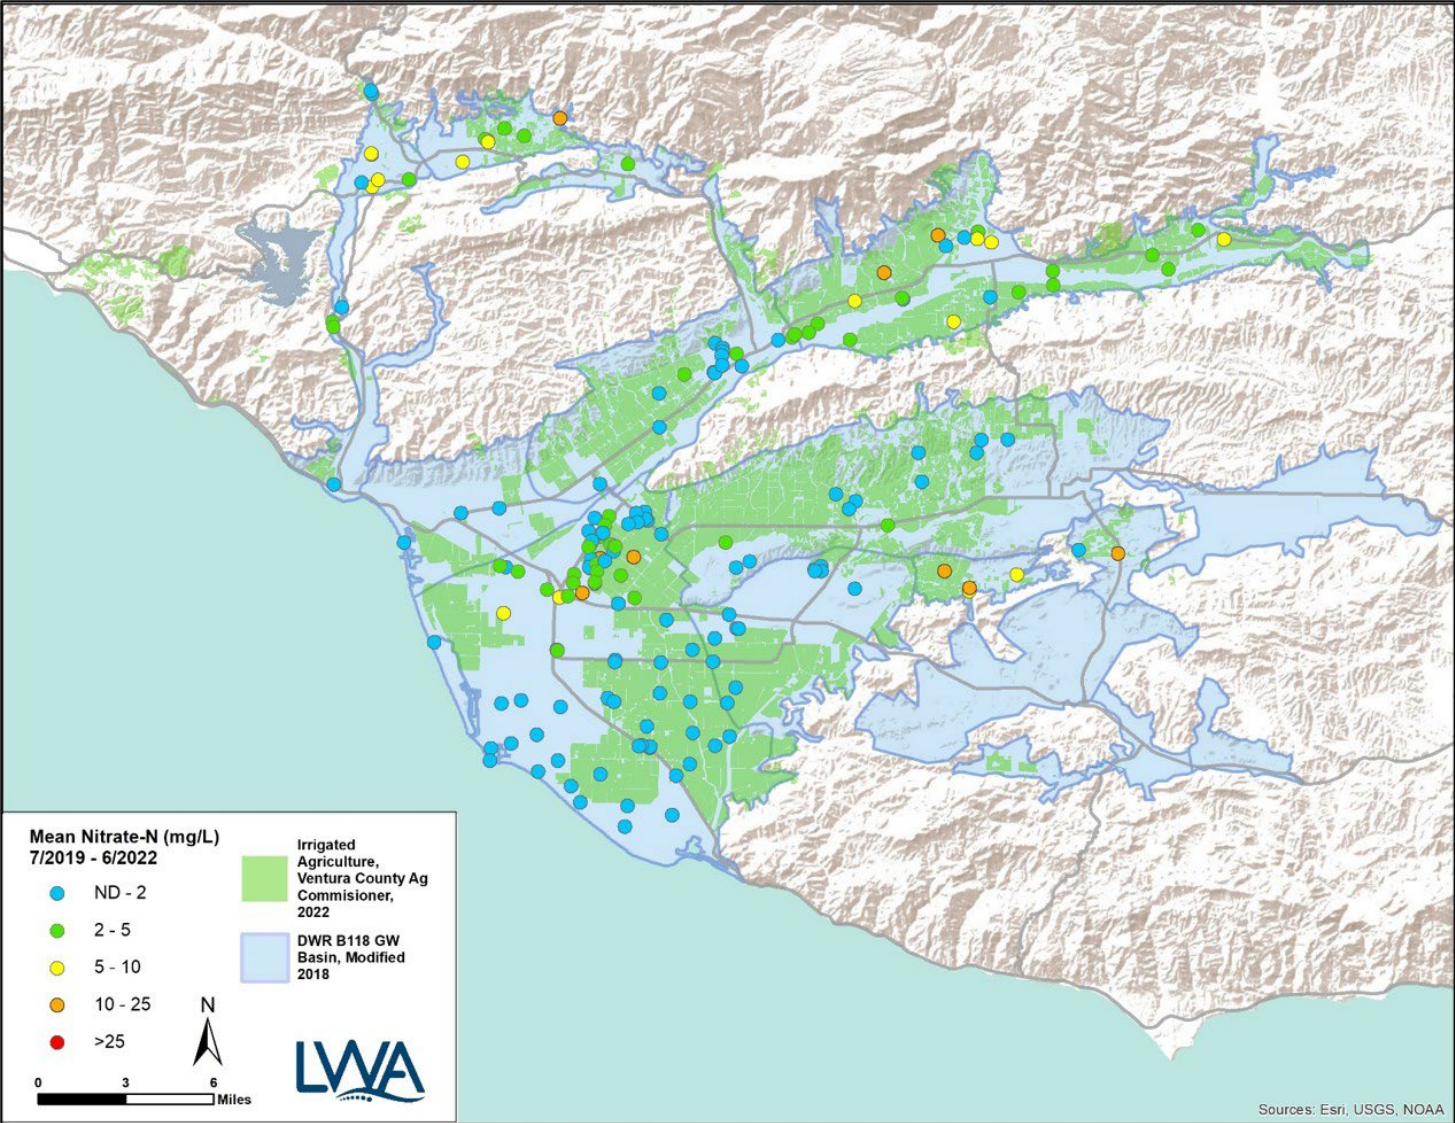 Mean Nitrate-N (mg/L)
7/2019 - 6/2022
ND - 2
2 - 5
5 - 10
10 - 25
>25
Irrigated
Agriculture,
Ventura County Ag
Commisioner,
2022
DWR B118 GW
Basin, Modified
2018
N
0 3 6
Miles
LWA
Sources: Esri, USGS, NOAA